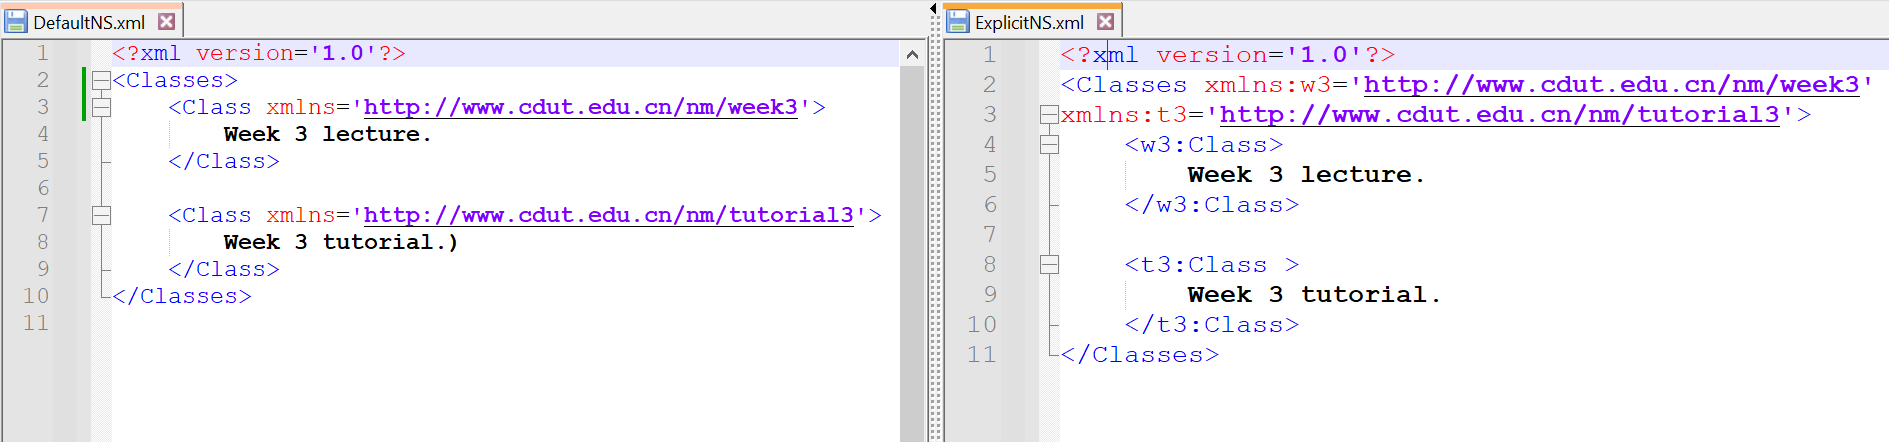 DefaultNS.xml
1 <?xml version='1.0'?>
2 <Classes>
3 <Class xmlns='http://www.cdut.edu.cn/nm/week3'>
4 Week 3 lecture.
5 </Class>
6
7 <Class xmlns='http://www.cdut.edu.cn/nm/tutorial3'>
8 Week 3 tutorial.)
9 </Class>
10 </Classes>
11
ExplicitNS.xml
1 <?xml version='1.0'?>
2 <Classes xmlns:w3='http://www.cdut.edu.cn/nm/week3'
3 xmlns:t3='http://www.cdut.edu.cn/nm/tutorial3'>
4 <w3:Class>
5 Week 3 lecture.
6 </w3:Class>
7
8 <t3:Class >
9 Week 3 tutorial.
10 </t3:Class>
11 </Classes>